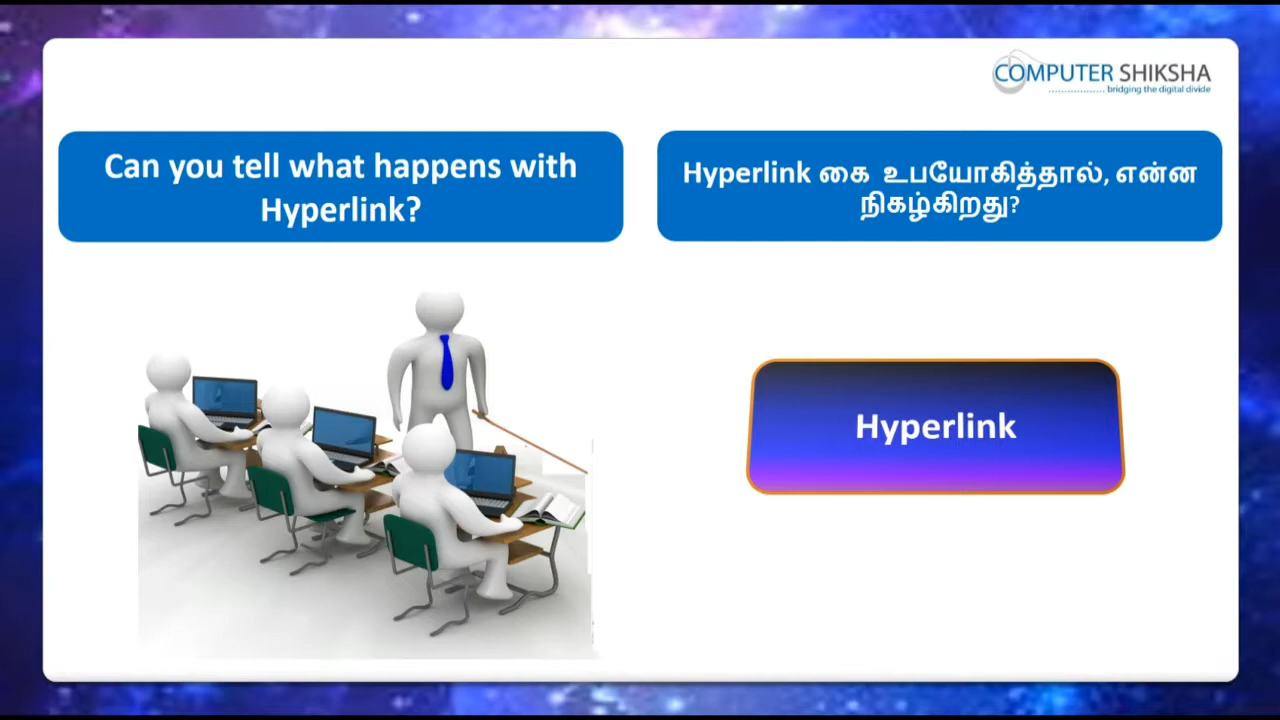 COMPUTER SHIKSHA
bridging the digital divide
Can you tell what happens with
Hyperlink?
Hyperlink கை உபயோகித்தால், என்ன
நிகழ்கிறது?
Hyperlink